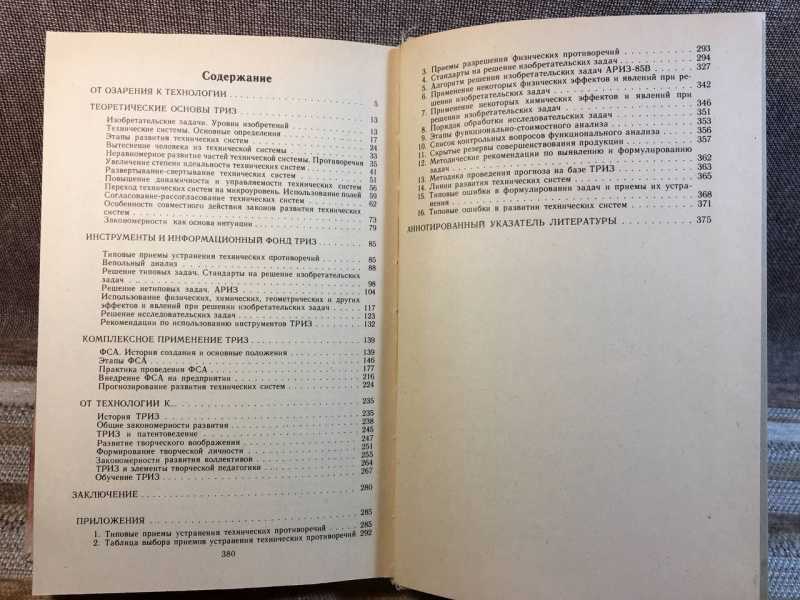 Содержание
ОТ ОЗАРЕНИЯ К ТЕХНОЛОГИИ . . . . . . . . . . 5
ТЕОРЕТИЧЕСКИЕ ОСНОВЫ ТРИЗ . . . . . . . . . . 13
Изобретательские задачи. Уровни изобретений . . . . . . 13
Технические системы. Основные определения . . . . . . 17
Этапы развития технических систем . . . . . . 24
Вытеснение человека из технической системы . . . . . . 33
Неравномерное развитие частей технической системы. Противоречия 35
Увеличение степени идеальности технических систем . . . . 41
Развертывание-свертывание технических систем . . . . 51
Повышение динамичности и управляемости технических систем 56
Переход технических систем на микроуровень. Использование полей 59
Согласование-рассогласование технических систем . . . . 62
Особенности совместного действия законов развития технических
систем . . . . . . . . . . 73
Закономерности как основа интуиции . . . . . . 79
ИНСТРУМЕНТЫ И ИНФОРМАЦИОННЫЙ ФОНД ТРИЗ . . . . . . 85
Типовые приемы устранения технических противоречий . . . . 85
Вепольный анализ . . . . . . . . . . 88
Решение типовых задач. Стандарты на решение изобретательских
задач . . . . . . . . . . 98
Решение нетиповых задач. АРИЗ . . . . . . 104
Использование физических, химических, геометрических и других
эффектов и явлений при решении изобретательских задач . . . . 117
Решение исследовательских задач . . . . . . 123
Рекомендации по использованию инструментов ТРИЗ . . . . 132
КОМПЛЕКСНОЕ ПРИМЕНЕНИЕ ТРИЗ . . . . . . 139
ФСА. История создания и основные положения . . . . . . 139
Этапы ФСА . . . . . . . . . . 146
Практика проведения ФСА . . . . . . 177
Внедрение ФСА на предприятии . . . . . . 216
Прогнозирование развития технических систем . . . . . . 224
ОТ ТЕХНОЛОГИИ К... . . . . . . . . . . 235
История ТРИЗ . . . . . . . . . . 235
Общие закономерности развития . . . . . . 238
ТРИЗ и патентоведение . . . . . . 245
Развитие творческого воображения . . . . . . 247
Формирование творческой личности . . . . . . 251
Закономерности развития коллективов . . . . . . 255
ТРИЗ и элементы творческой педагогики . . . . . . 264
Обучение ТРИЗ . . . . . . . . . . 267
ЗАКЛЮЧЕНИЕ . . . . . . . . . . 280
ПРИЛОЖЕНИЯ . . . . . . . . . . 285
1. Типовые приемы устранения технических противоречий . . . . 285
2. Таблица выбора приемов устранения технических противоречий 292
380
3. Приемы разрешения физических противоречий . . . . . . 293
4. Стандарты на решение изобретательских задач . . . . . . 294
5. Алгоритм решения изобретательских задач АРИЗ-85В . . . . 327
6. Применение некоторых физических эффектов и явлений при ре-
шении изобретательских задач . . . . . . 342
7. Применение некоторых химических эффектов и явлений при
решении изобретательских задач . . . . . . 346
8. Порядок обработки исследовательских задач . . . . . . 351
9. Этапы функционально-стоимостного анализа . . . . . . 353
10. Список контрольных вопросов функционального анализа . . . . 356
11. Скрытые резервы совершенствования продукции . . . . 357
12. Методические рекомендации по выявлению и формулированию
задач . . . . . . . . . . 362
13. Методика проведения прогноза на базе ТРИЗ . . . . . . 363
14. Линии развития технических систем . . . . . . 365
15. Типовые ошибки в формулировании задач и приемы их устра-
нения . . . . . . . . . . 368
16. Типовые ошибки в развитии технических систем . . . . . . 371
АННОТИРОВАННЫЙ УКАЗАТЕЛЬ ЛИТЕРАТУРЫ . . . . . . 375